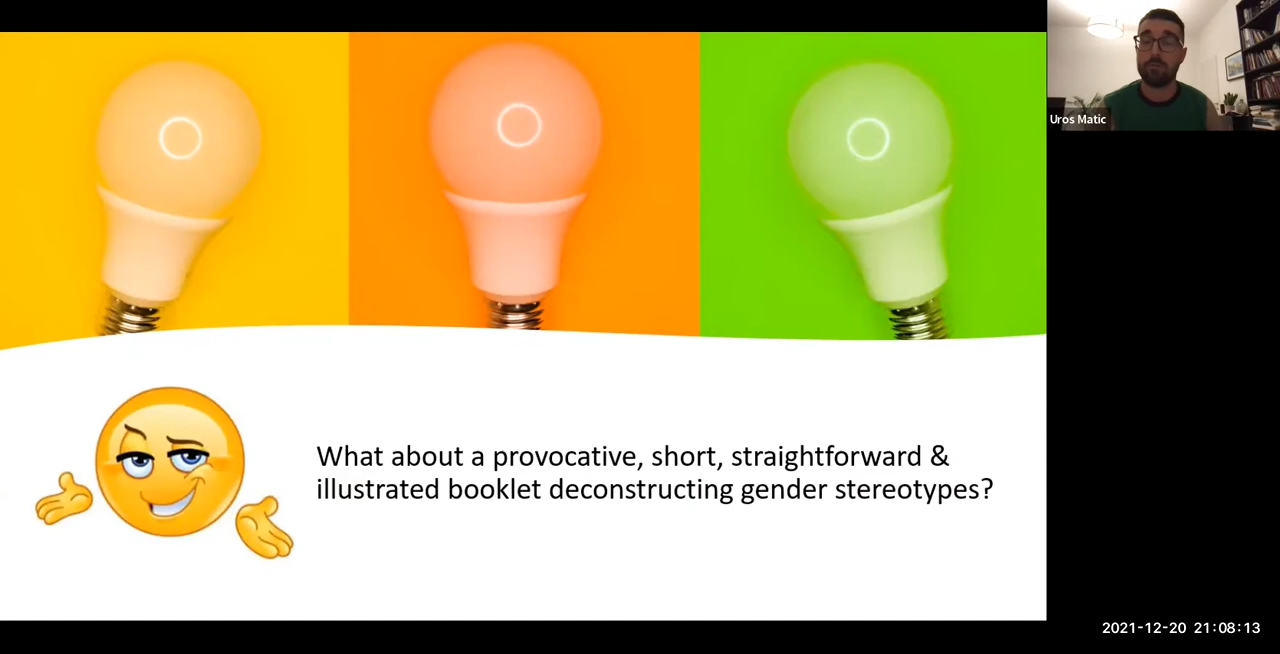 Uros Matic
What about a provocative, short, straightforward &
illustrated booklet deconstructing gender stereotypes?
2021-12-20 21:08:13